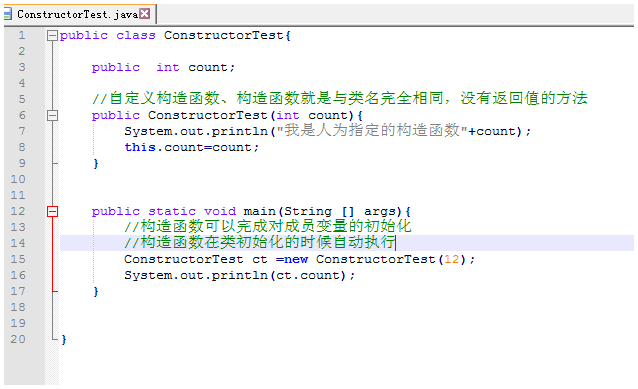 ConstructorTest.java
1 public class ConstructorTest{
2
3 public  int count;
4
5 //自定义构造函数、构造函数就是与类名完全相同，没有返回值的方法
6 public ConstructorTest(int count){
7 System.out.println("我是人为指定的构造函数"+count);
8 this.count=count;
9 }
10
11
12 public static void main(String [] args){
13 //构造函数可以完成对成员变量的初始化
14 //构造函数在类初始化的时候自动执行
15 ConstructorTest ct =new ConstructorTest(12);
16 System.out.println(ct.count);
17 }
18
19
20 }